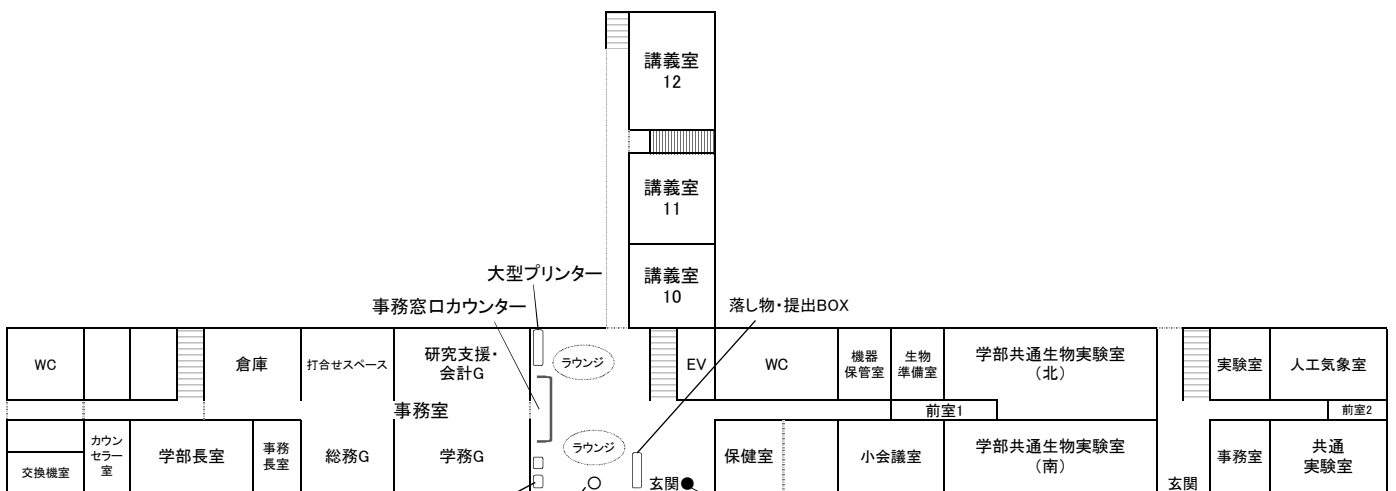 講義室
12
講義室
11
講義室
10
大型プリンター
事務窓口カウンター
落し物・提出BOX
WC
倉庫
打合せスペース
研究支援・
会計G
ラウンジ
EV
WC
機器
保管室
生物
準備室
学部共通生物実験室
（北）
実験室
人工気象室
事務室
前室1
前室2
交換機室
カウン
セラー
室
学部長室
事務
長室
総務G
学務G
ラウンジ
玄関
保健室
小会議室
学部共通生物実験室
（南）
玄関
事務室
共通
実験室